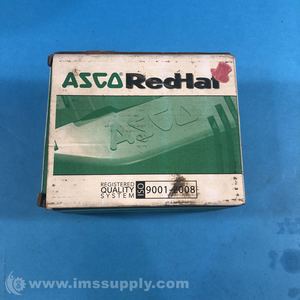 ASCO RedHat
ASCO
REGISTERED
QUALITY
SYSTEM
ISO
9001-2008
© www.imssupply.com